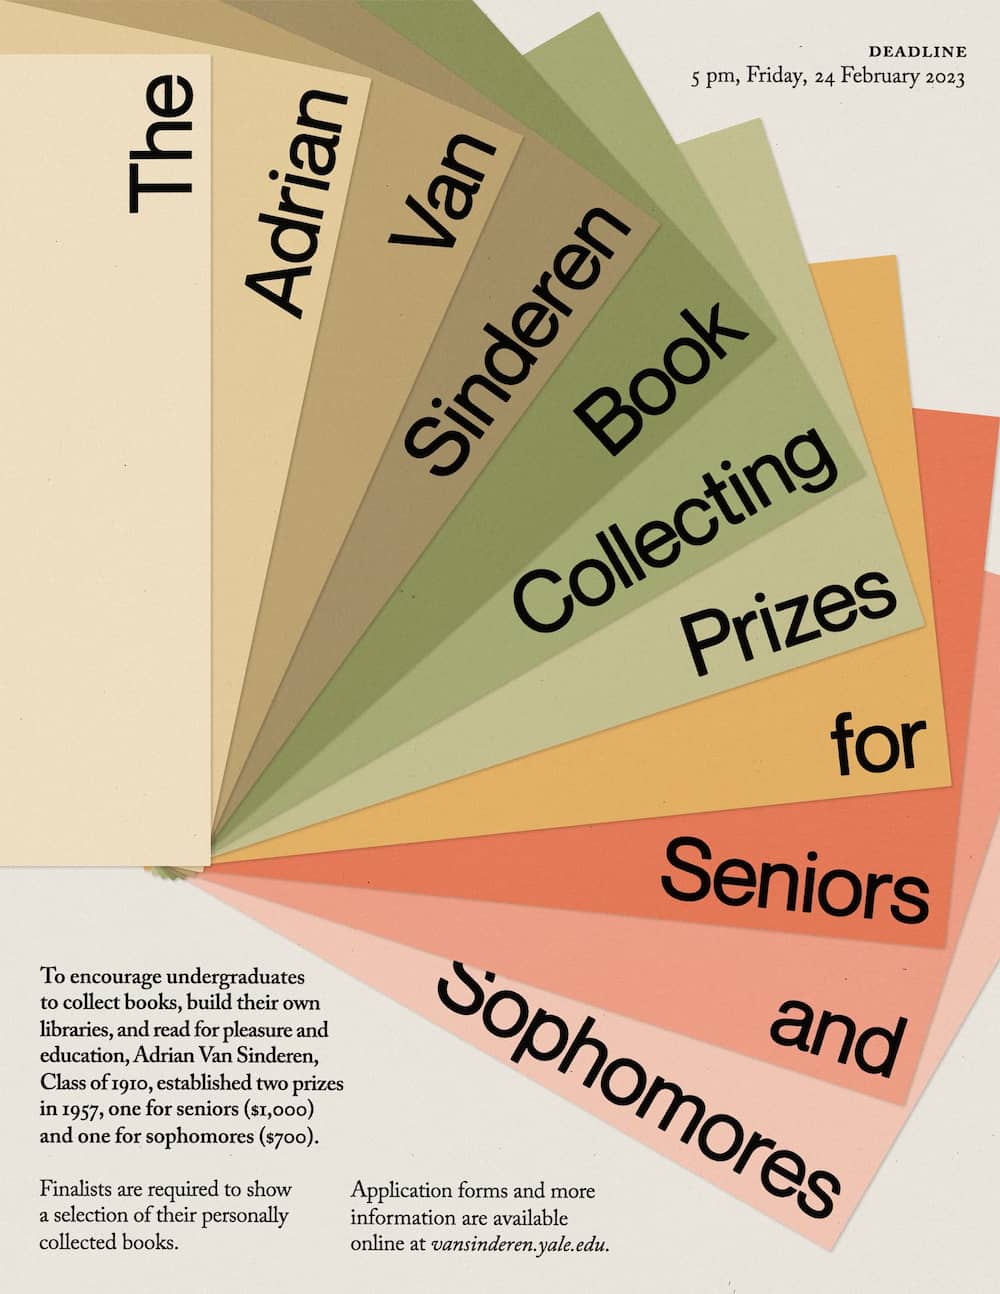 DEADLINE
5 pm, Friday, 24 February 2023
The
Adrian
Van
Sinderen
Book
Collecting
Prizes
for
Seniors
and
Sophomores
To encourage undergraduates
to collect books, build their own
libraries, and read for pleasure and
education, Adrian Van Sinderen,
Class of 1910, established two prizes
in 1957, one for seniors ($1,000)
and one for sophomores ($700).
Finalists are required to show
a selection of their personally
collected books.
Application forms and more
information are available
online at vansinderen.yale.edu.